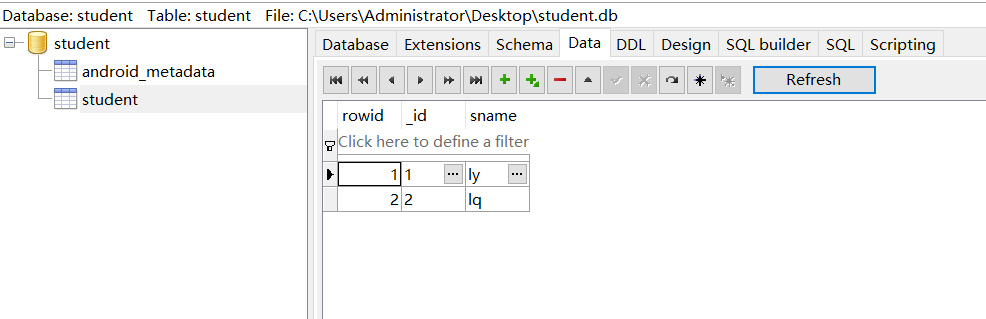 Database: student   Table: student   File: C:\Users\Administrator\Desktop\student.db
student
android_metadata
student
Database Extensions Schema Data DDL Design SQL builder SQL Scripting
Refresh
rowid _id sname
Click here to define a filter
1 1 ... ly ...
2 2 lq